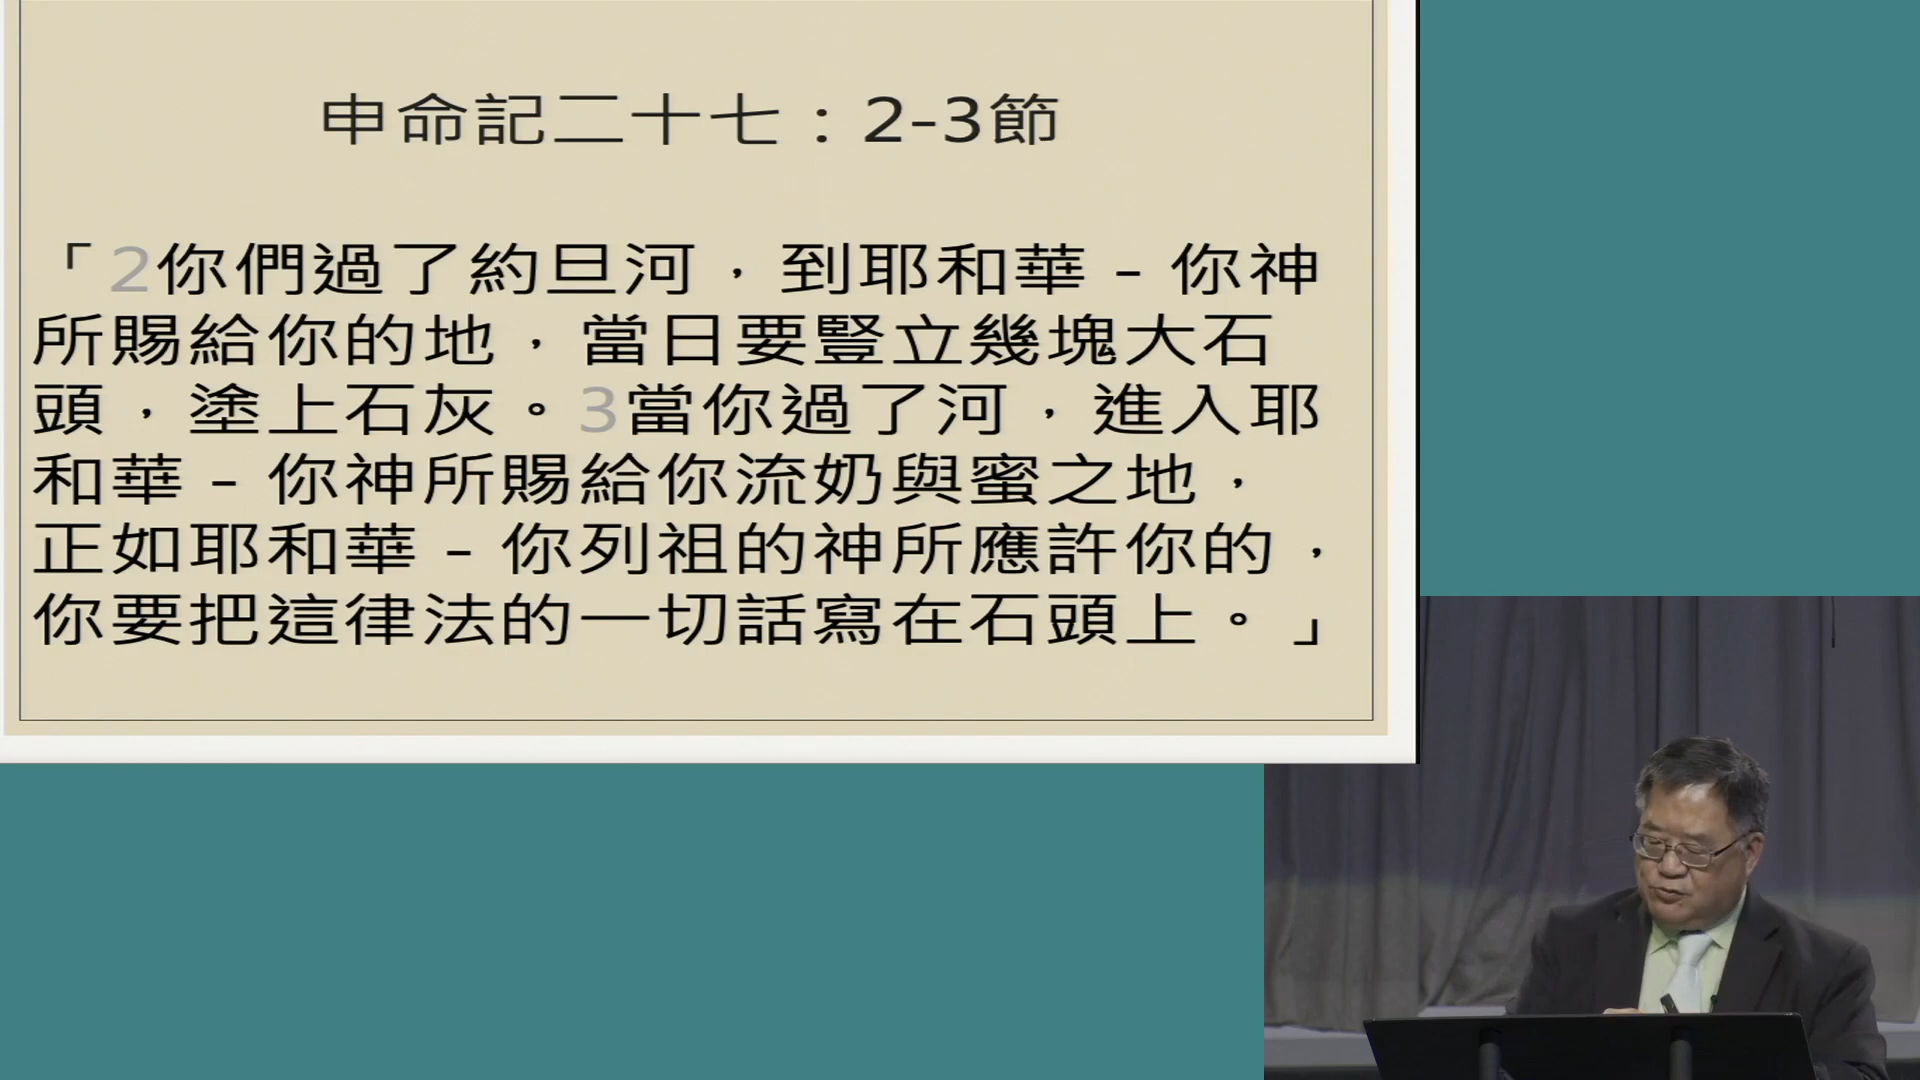 申命記二十七：2-3節
「2你們過了約旦河，到耶和華–你神
所賜給你的地，當日要豎立幾塊大石
頭，塗上石灰。3當你過了河，進入耶
和華–你神所賜給你流奶與蜜之地，
正如耶和華–你列祖的神所應許你的，
你要把這律法的一切話寫在石頭上。」